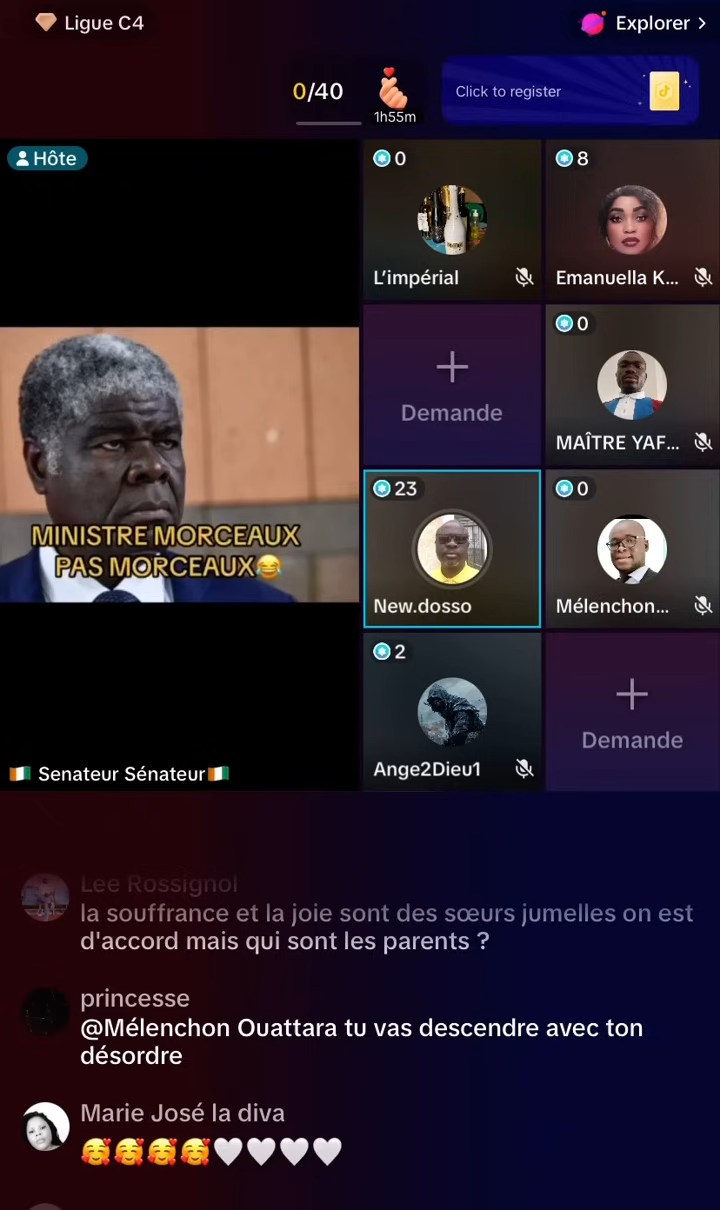 Ligue C4
Explorer >
0/40
1h55m
Click to register
Hôte
0
L'impérial
8
Emanuella K...
Demande
0
MAÎTRE YAF...
23
New.dosso
0
Mélenchon...
2
Ange2Dieu1
Demande
MINISTRE MORCEAUX
PAS MORCEAUX😂
🇨🇮 Senateur Sénateur🇨🇮
Lee Rossignol
la souffrance et la joie sont des sœurs jumelles on est
d'accord mais qui sont les parents ?
princesse
@Mélenchon Ouattara tu vas descendre avec ton
désordre
Marie José la diva
🥰🥰🥰🥰🤍🤍🤍🤍